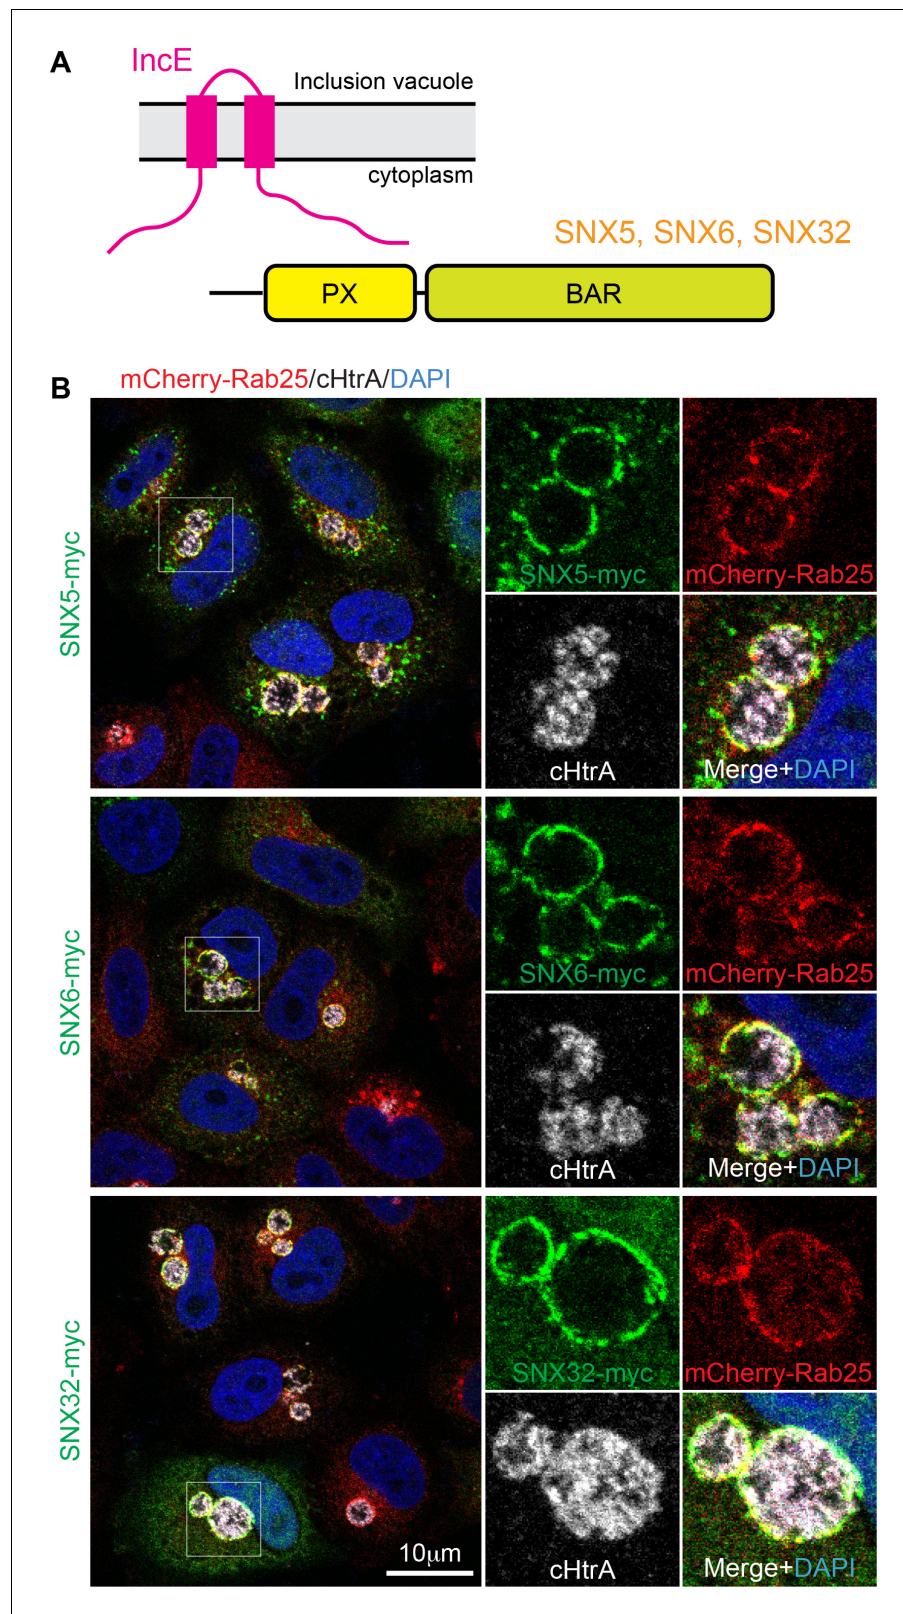 A
IncE
Inclusion vacuole
cytoplasm
SNX5, SNX6, SNX32
PX
BAR
B
mCherry-Rab25/cHtrA/DAPI
SNX5-myc
SNX5-myc
mCherry-Rab25
cHtrA
Merge+DAPI
SNX6-myc
SNX6-myc
mCherry-Rab25
cHtrA
Merge+DAPI
SNX32-myc
SNX32-myc
mCherry-Rab25
10μm
cHtrA
Merge+DAPI